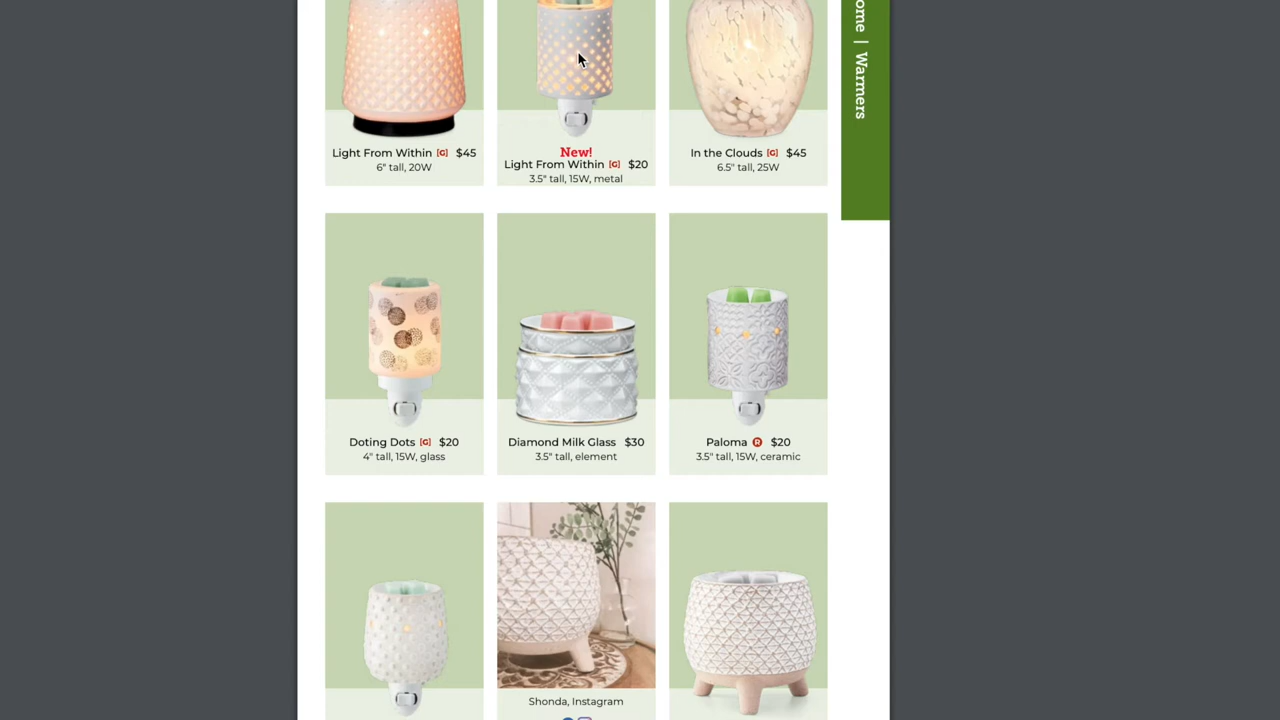 ome | Warmers
Light From Within [G] $45
6" tall, 20W
New!
Light From Within [G] $20
3.5" tall, 15W, metal
In the Clouds [G] $45
6.5" tall, 25W
Doting Dots [G] $20
4" tall, 15W, glass
Diamond Milk Glass $30
3.5" tall, element
Paloma R $20
3.5" tall, 15W, ceramic
Shonda, Instagram